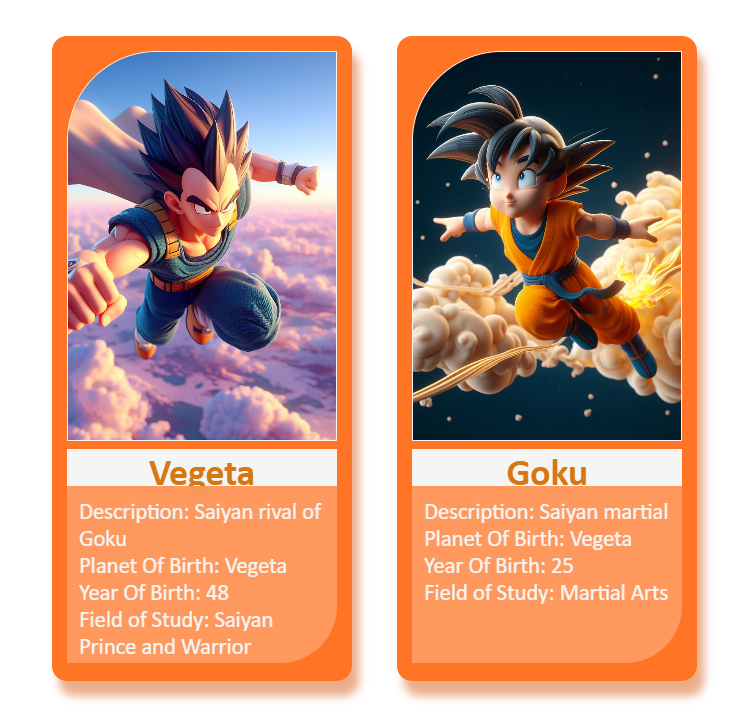 Vegeta
Description: Saiyan rival of
Goku
Planet Of Birth: Vegeta
Year Of Birth: 48
Field of Study: Saiyan
Prince and Warrior
Goku
Description: Saiyan martial
Planet Of Birth: Vegeta
Year Of Birth: 25
Field of Study: Martial Arts